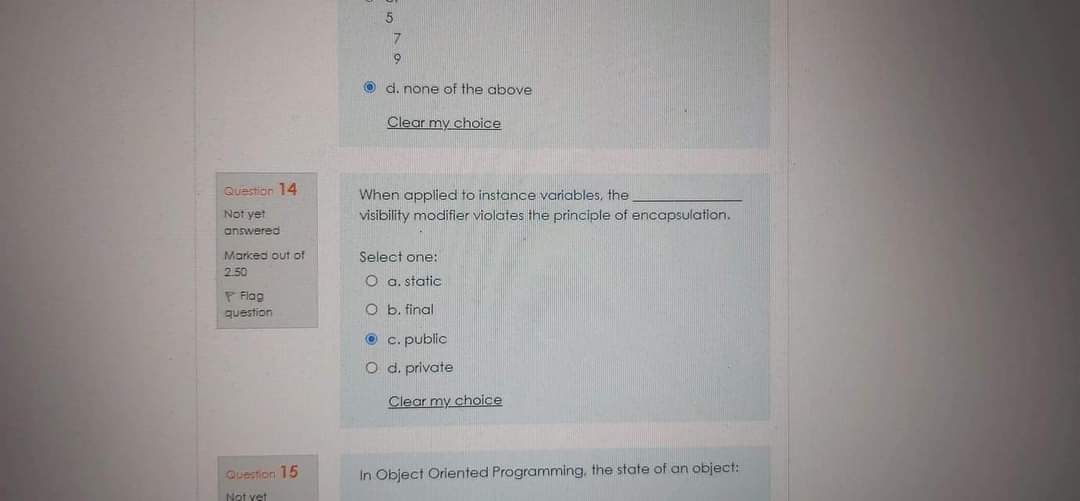 5
7
9
d. none of the above
Clear my choice
Question 14
Not yet
answered
Marked out of
2.50
Flag
question
When applied to instance variables, the ____________
visibility modifier violates the principle of encapsulation.
Select one:
a. static
b. final
c. public
d. private
Clear my choice
Question 15
Not yet
In Object Oriented Programming, the state of an object: